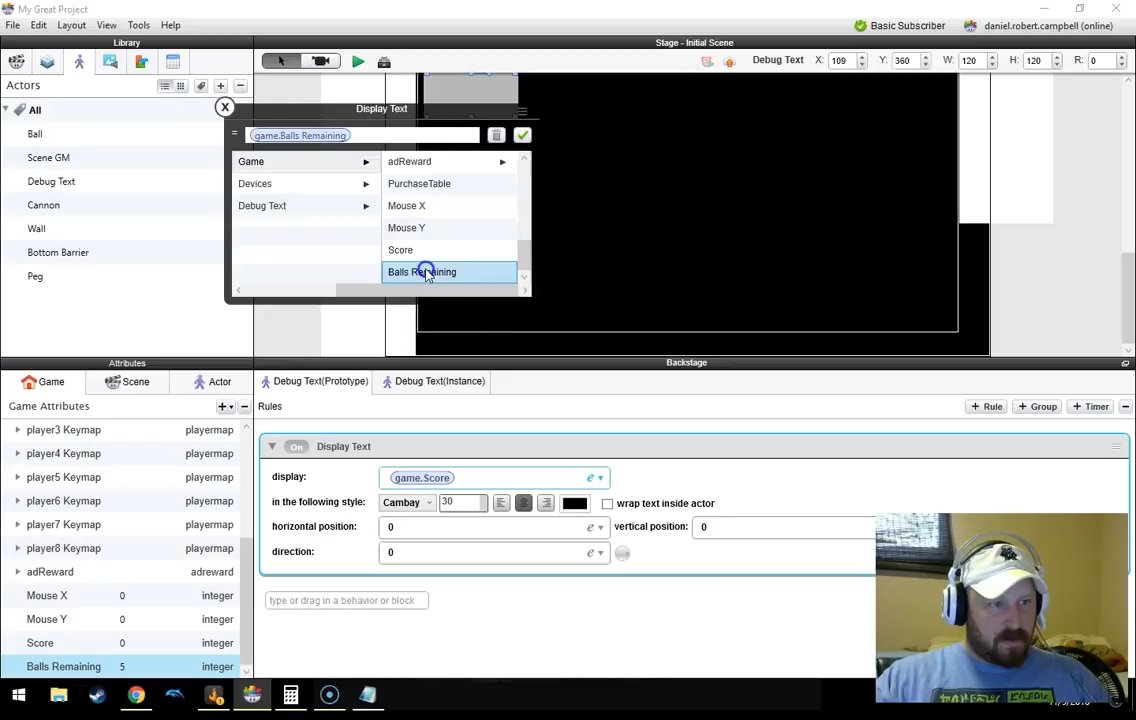 My Great Project
File Edit Layout View Tools Help
Basic Subscriber daniel.robert.campbell (online)
Library
Stage - Initial Scene
Debug Text X: 109 Y: 360 W: 120 H: 120 R: 0
Actors
All
Ball
Scene GM
Debug Text
Cannon
Wall
Bottom Barrier
Peg
X Display Text
= game.Balls Remaining
Game adReward
Devices PurchaseTable
Debug Text Mouse X
Mouse Y
Score
Balls Remaining
Attributes
Backstage
Game Scene Actor
Debug Text(Prototype) Debug Text(Instance)
Game Attributes
Rules + Rule + Group + Timer
player3 Keymap playermap
player4 Keymap playermap
player5 Keymap playermap
player6 Keymap playermap
player7 Keymap playermap
player8 Keymap playermap
adReward adreward
Mouse X 0 integer
Mouse Y 0 integer
Score 0 integer
Balls Remaining 5 integer
On Display Text
display: game.Score e
in the following style: Cambay 30 wrap text inside actor
horizontal position: 0 e vertical position: 0
direction: 0 e
type or drag in a behavior or block